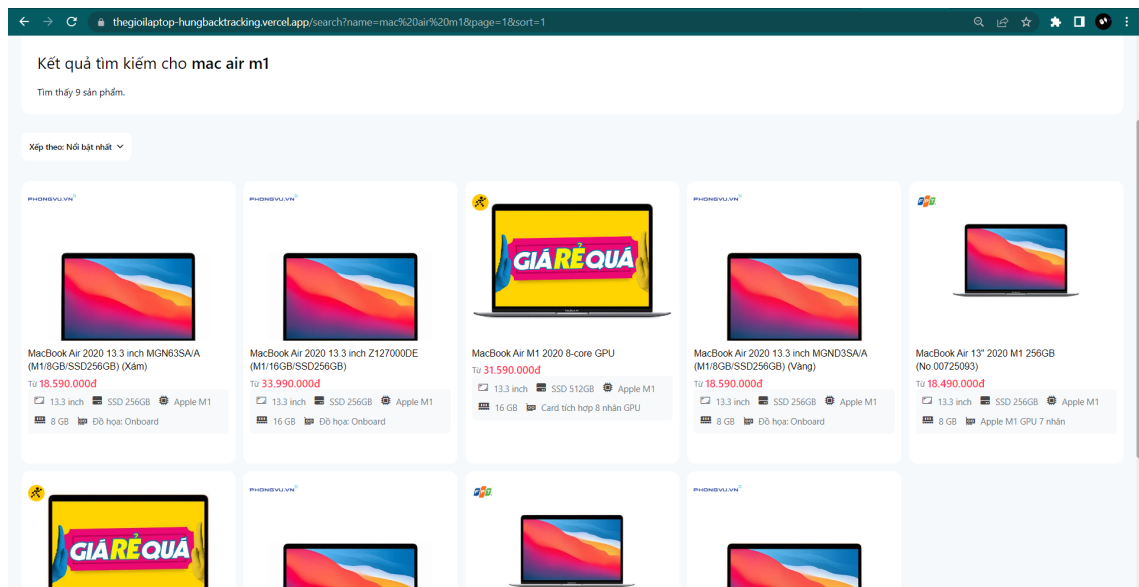 thegioilaptop-hungbacktracking.vercel.app/search?name=mac%20air%20m1&page=1&sort=1
Kết quả tìm kiếm cho mac air m1
Tìm thấy 9 sản phẩm.
Xếp theo: Nổi bật nhất
PHONGVU.VN
MacBook Air 2020 13.3 inch MGN63SA/A
(M1/8GB/SSD256GB) (Xám)
Từ 18.590.000đ
13.3 inch SSD 256GB Apple M1
8 GB Đồ họa: Onboard
PHONGVU.VN
MacBook Air 2020 13.3 inch Z127000DE
(M1/16GB/SSD256GB)
Từ 33.990.000đ
13.3 inch SSD 256GB Apple M1
16 GB Đồ họa: Onboard
GIÁ RẺ QUÁ
MacBook Air M1 2020 8-core GPU
Từ 31.590.000đ
13.3 inch SSD 512GB Apple M1
16 GB Card tích hợp 8 nhân GPU
PHONGVU.VN
MacBook Air 2020 13.3 inch MGND3SA/A
(M1/8GB/SSD256GB) (Vàng)
Từ 18.590.000đ
13.3 inch SSD 256GB Apple M1
8 GB Đồ họa: Onboard
FPT
MacBook Air 13" 2020 M1 256GB
(No.00725093)
Từ 18.490.000đ
13.3 inch SSD 256GB Apple M1
8 GB Apple M1 GPU 7 nhân
GIÁ RẺ QUÁ
PHONGVU.VN
FPT
PHONGVU.VN